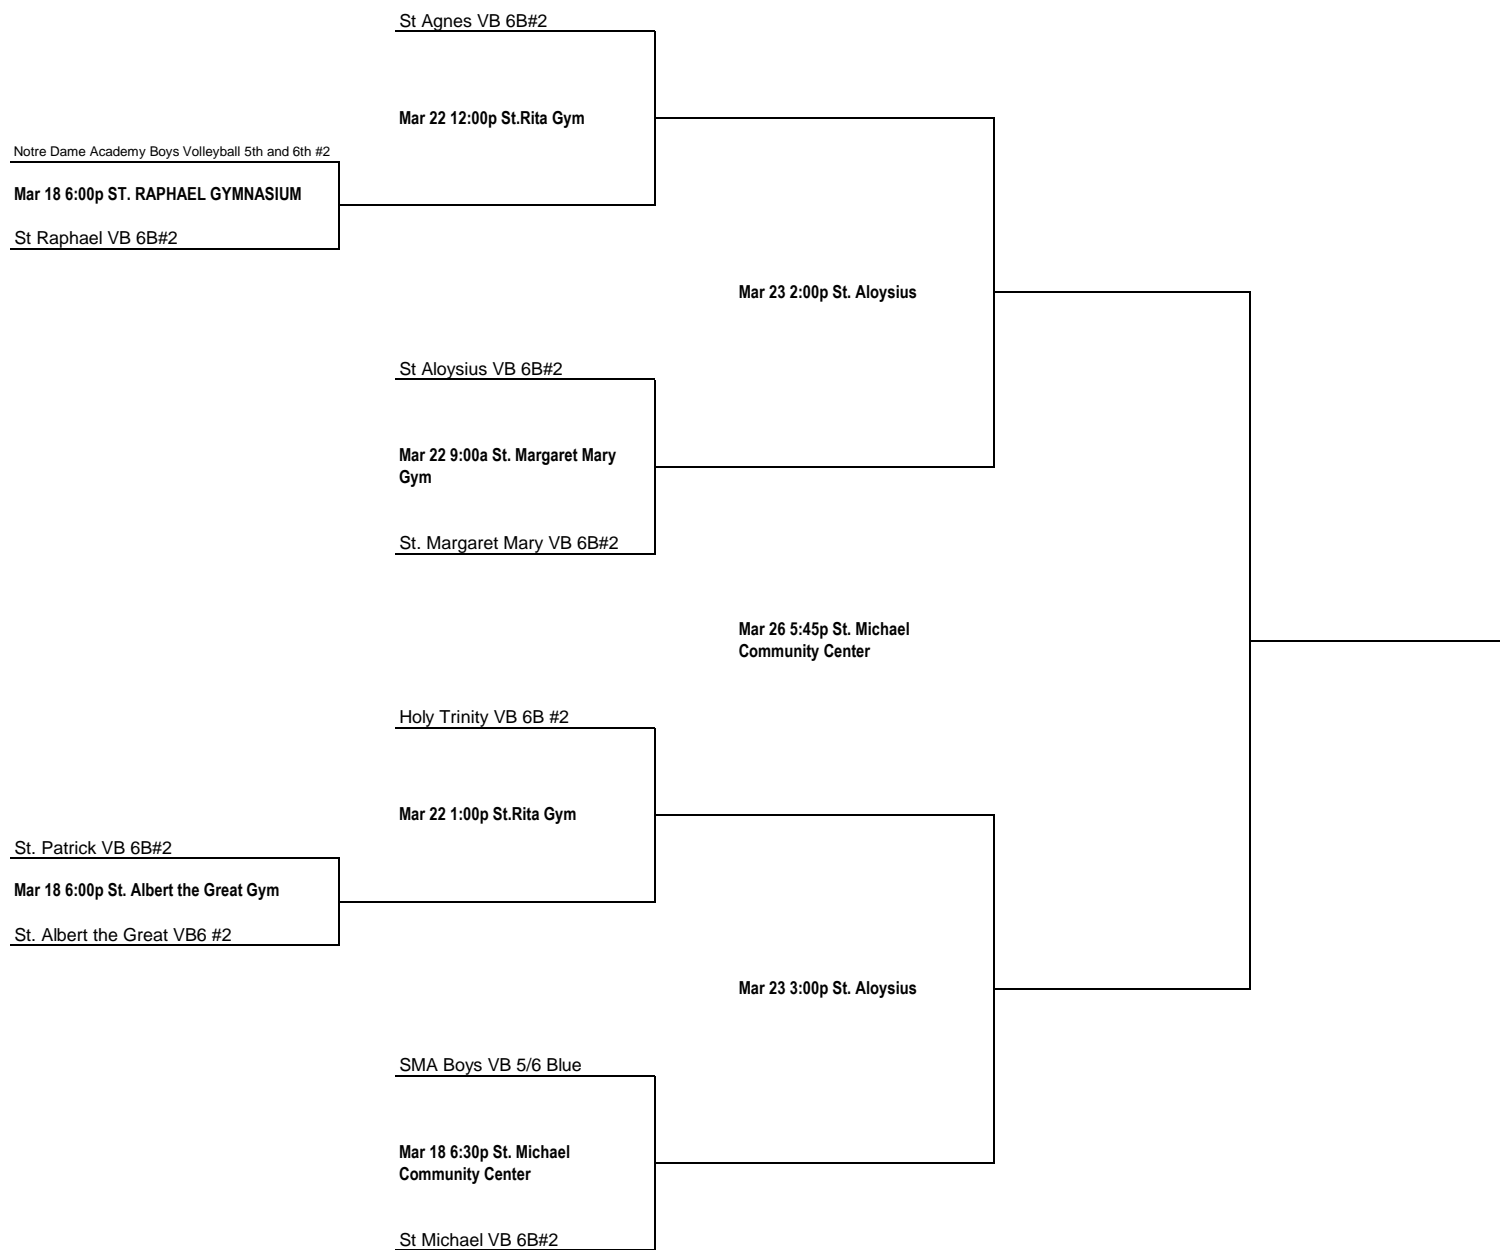 St Agnes VB 6B#2
Mar 22 12:00p St.Rita Gym
Notre Dame Academy Boys Volleyball 5th and 6th #2
Mar 18 6:00p ST. RAPHAEL GYMNASIUM
St Raphael VB 6B#2
Mar 23 2:00p St. Aloysius
St Aloysius VB 6B#2
Mar 22 9:00a St. Margaret Mary
Gym
St. Margaret Mary VB 6B#2
Mar 26 5:45p St. Michael
Community Center
Holy Trinity VB 6B #2
Mar 22 1:00p St.Rita Gym
St. Patrick VB 6B#2
Mar 18 6:00p St. Albert the Great Gym
St. Albert the Great VB6 #2
Mar 23 3:00p St. Aloysius
SMA Boys VB 5/6 Blue
Mar 18 6:30p St. Michael
Community Center
St Michael VB 6B#2